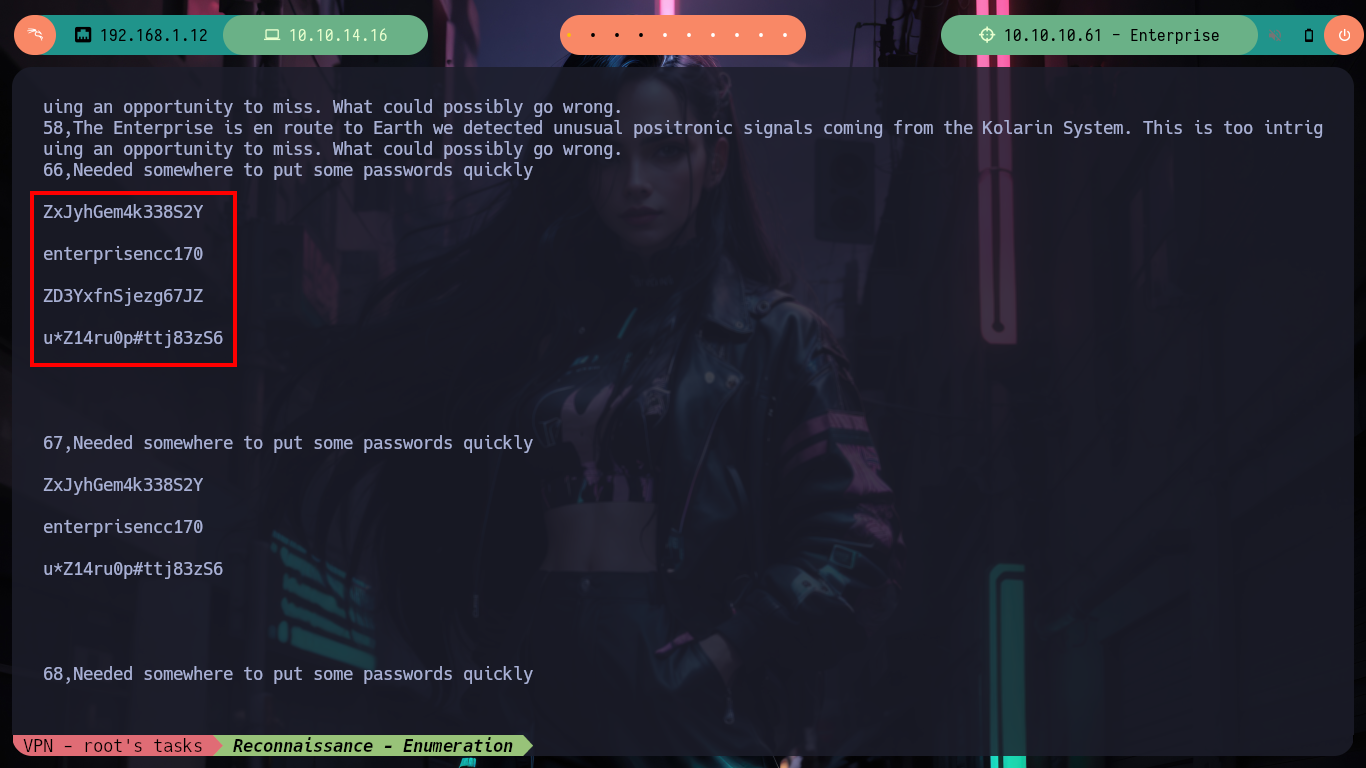 192.168.1.12 10.10.14.16 10.10.10.61 - Enterprise
uing an opportunity to miss. What could possibly go wrong.
58,The Enterprise is en route to Earth we detected unusual positronic signals coming from the Kolarin System. This is too intrig
uing an opportunity to miss. What could possibly go wrong.
66,Needed somewhere to put some passwords quickly
ZxJyhGem4k338S2Y
enterprisencc170
ZD3YxfnSjezg67JZ
u*Z14ru0p#ttj83zS6
67,Needed somewhere to put some passwords quickly
ZxJyhGem4k338S2Y
enterprisencc170
u*Z14ru0p#ttj83zS6
68,Needed somewhere to put some passwords quickly
VPN - root's tasks Reconnaissance - Enumeration